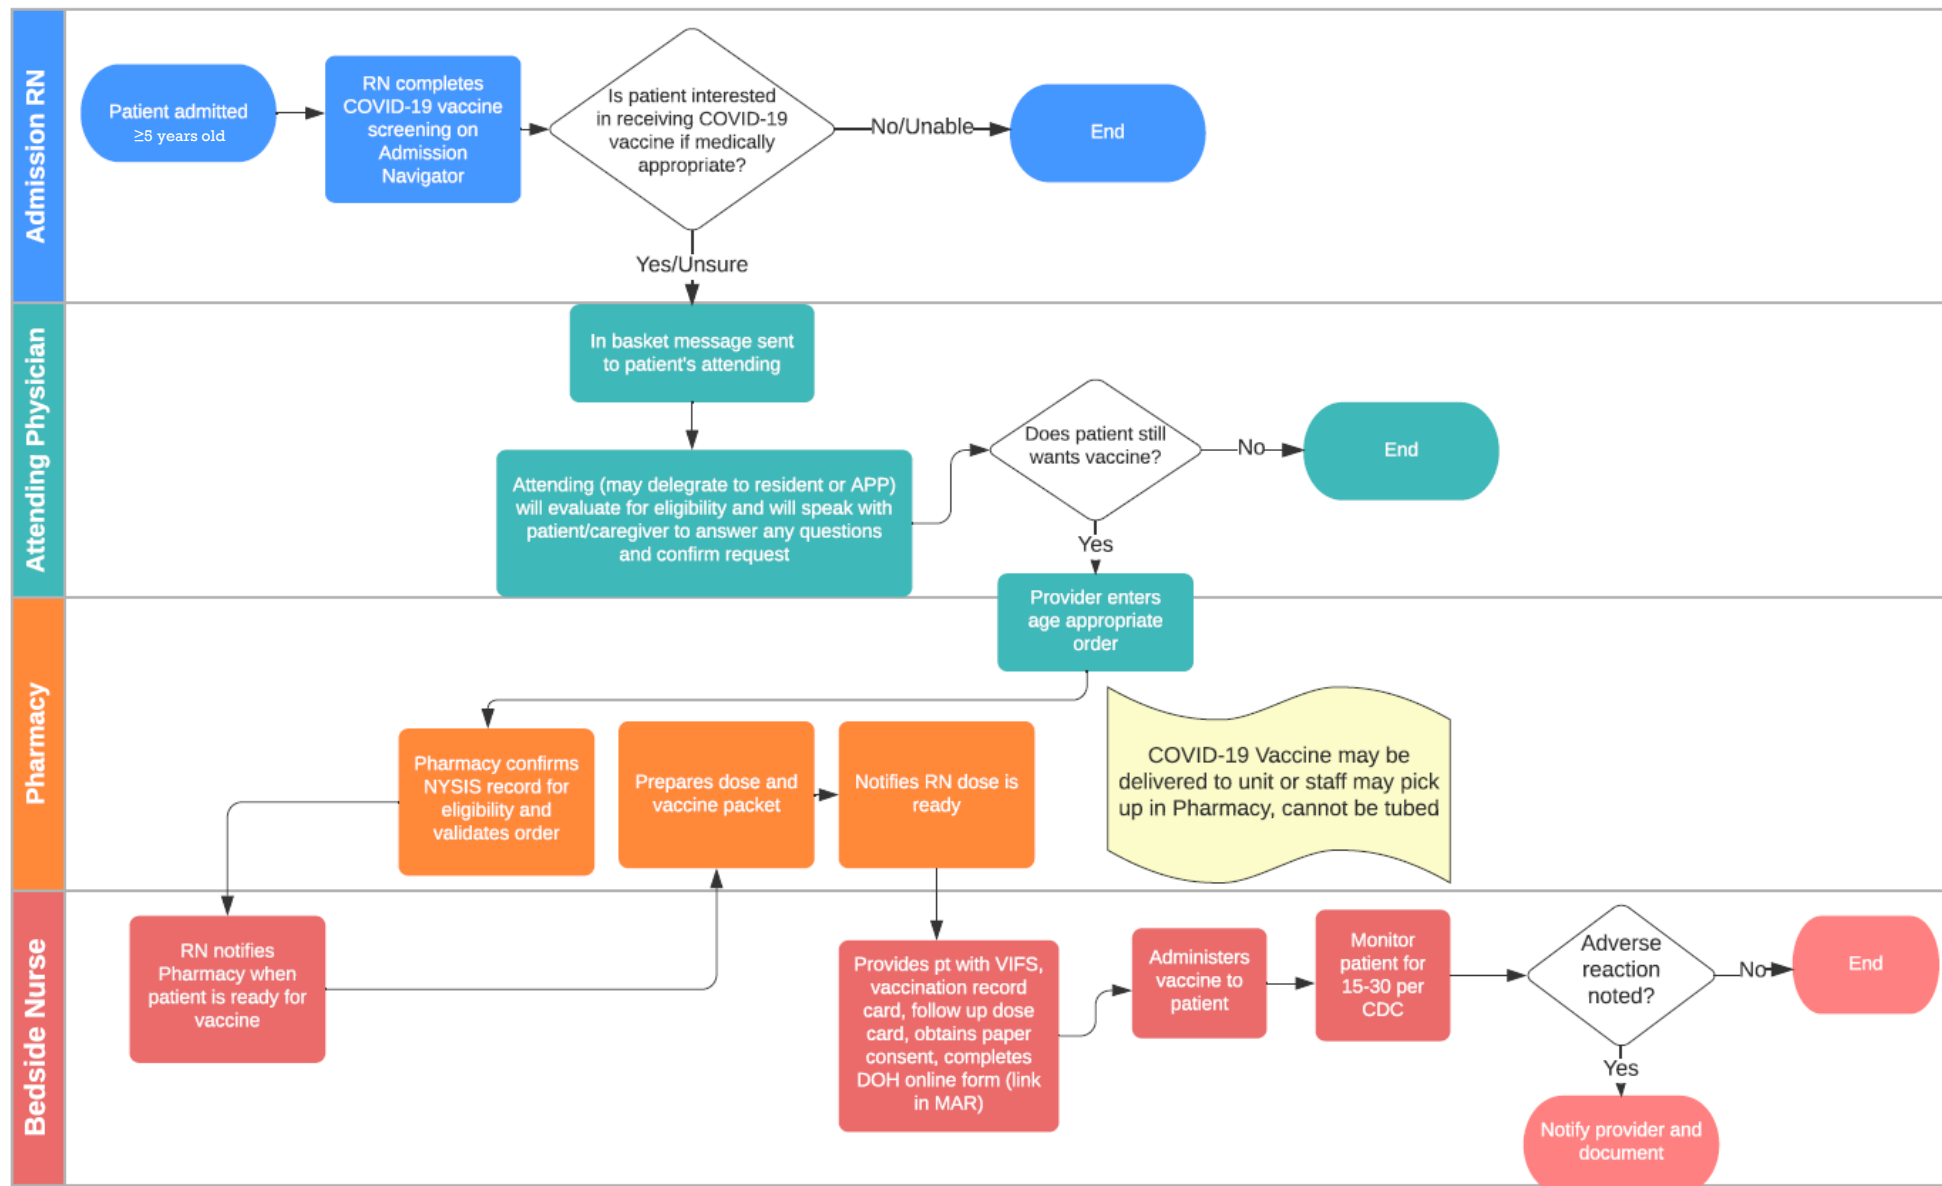 Admission RN
Patient admitted
≥5 years old
RN completes
COVID-19 vaccine
screening on
Admission
Navigator
Is patient interested
in receiving COVID-19
vaccine if medically
appropriate?
No/Unable
End
Yes/Unsure
Attending Physician
In basket message sent
to patient's attending
Attending (may delegrate to resident or APP)
will evaluate for eligibility and will speak with
patient/caregiver to answer any questions
and confirm request
Does patient still
wants vaccine?
No
End
Yes
Provider enters
age appropriate
order
Pharmacy
Pharmacy confirms
NYSIS record for
eligibility and
validates order
Prepares dose and
vaccine packet
Notifies RN dose is
ready
COVID-19 Vaccine may be
delivered to unit or staff may pick
up in Pharmacy, cannot be tubed
Bedside Nurse
RN notifies
Pharmacy when
patient is ready for
vaccine
Provides pt with VIFS,
vaccination record
card, follow up dose
card, obtains paper
consent, completes
DOH online form (link
in MAR)
Administers
vaccine to
patient
Monitor
patient for
15-30 per
CDC
Adverse
reaction
noted?
No
End
Yes
Notify provider and
document